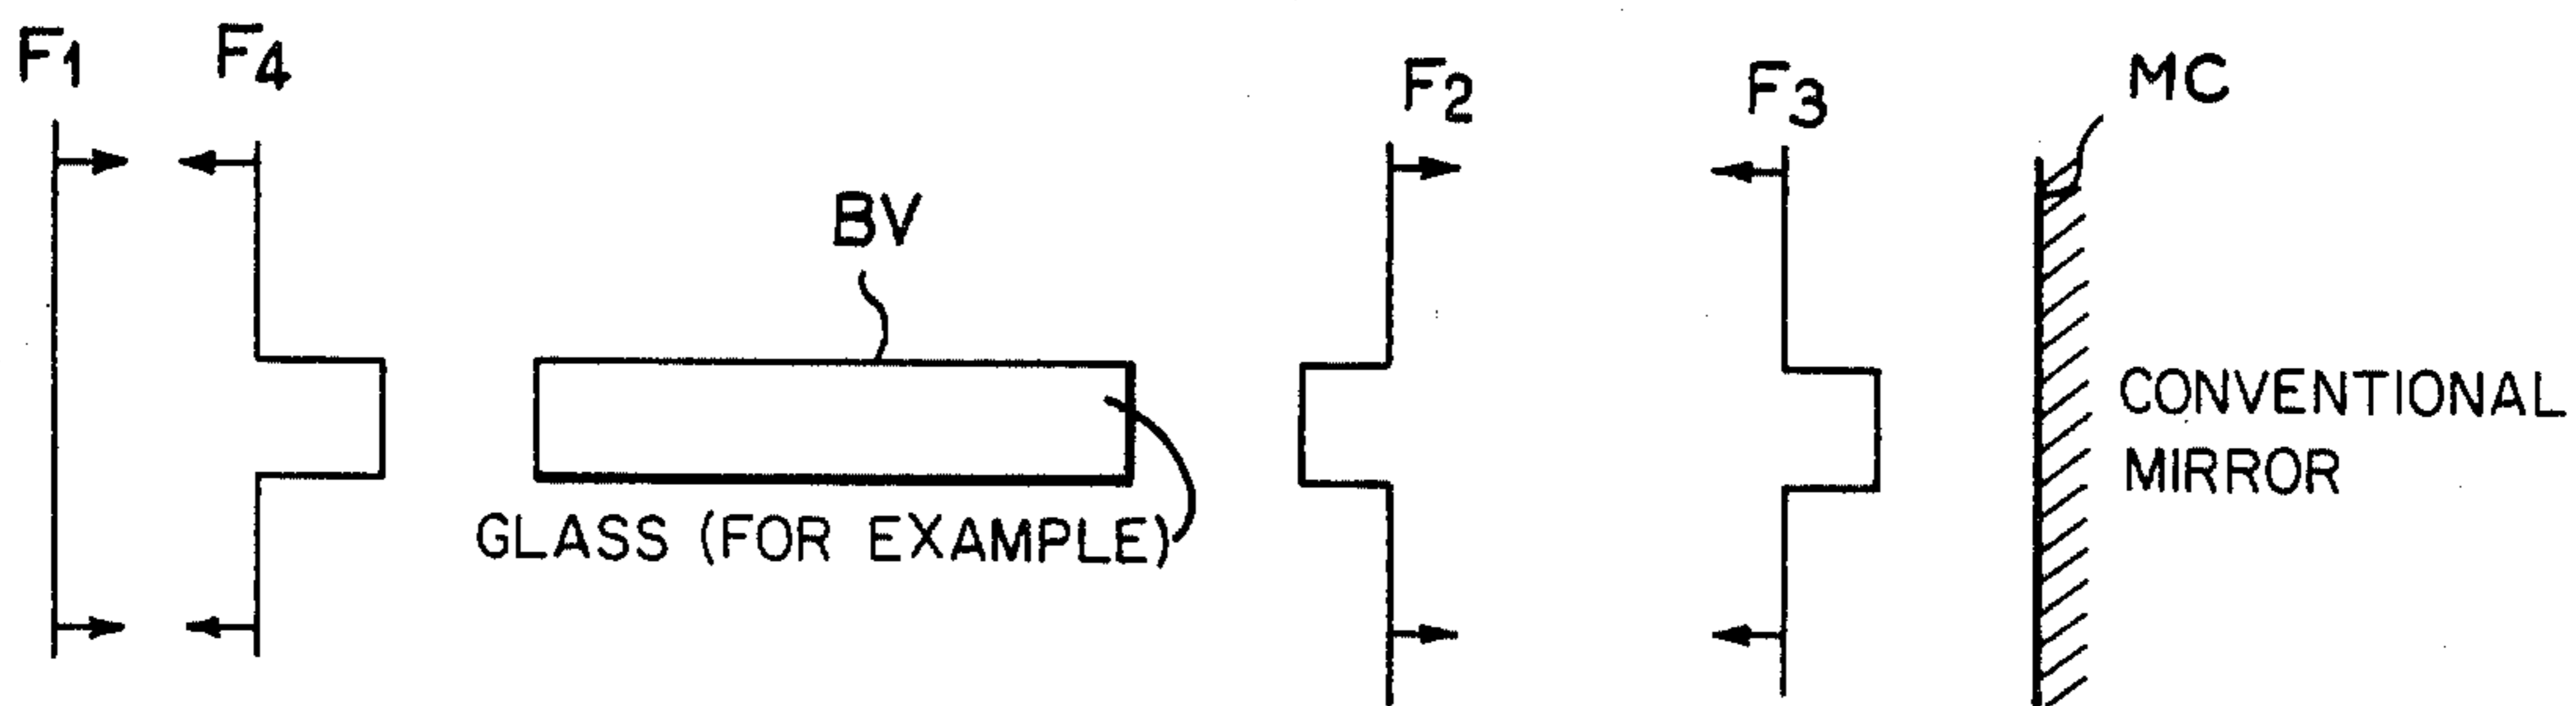 F1
F4
F2
F3
MC
BV
CONVENTIONAL
MIRROR
GLASS (FOR EXAMPLE)